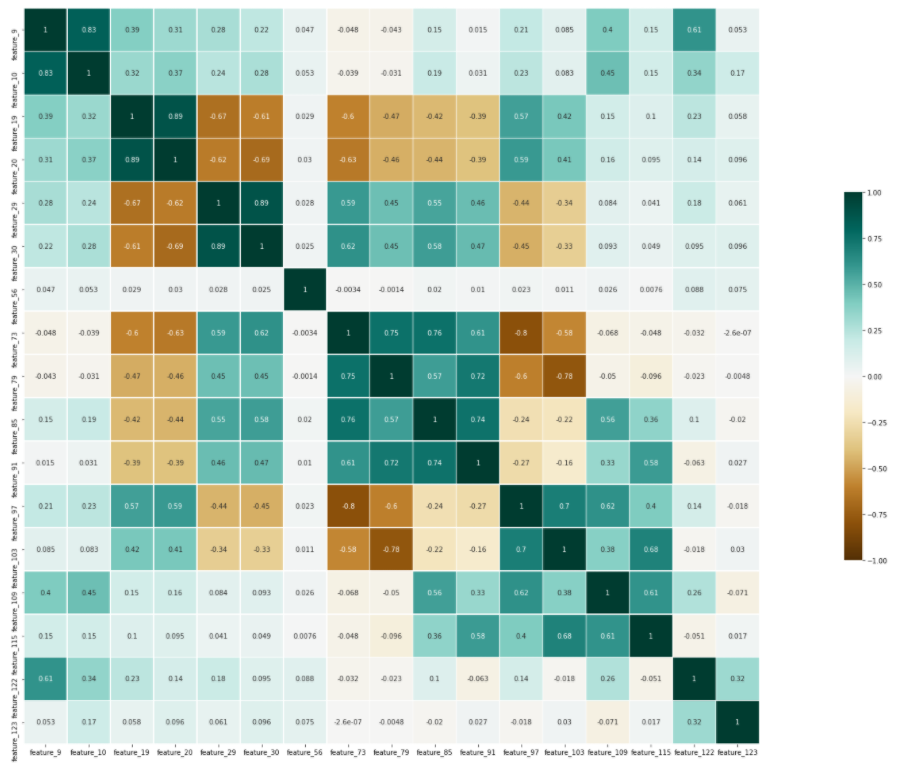 feature_9 1 0.83 0.39 0.31 0.28 0.22 0.047 -0.048 -0.043 0.15 0.015 0.21 0.085 0.4 0.15 0.61 0.053
feature_10 0.83 1 0.32 0.37 0.24 0.28 0.053 -0.039 -0.031 0.19 0.031 0.23 0.083 0.45 0.15 0.34 0.17
feature_19 0.39 0.32 1 0.89 -0.67 -0.61 0.029 -0.6 -0.47 -0.42 -0.39 0.57 0.42 0.15 0.1 0.23 0.058
feature_20 0.31 0.37 0.89 1 -0.62 -0.69 0.03 -0.63 -0.46 -0.44 -0.39 0.59 0.41 0.16 0.095 0.14 0.096
feature_29 0.28 0.24 -0.67 -0.62 1 0.89 0.028 0.59 0.45 0.55 0.46 -0.44 -0.34 0.084 0.041 0.18 0.061
feature_30 0.22 0.28 -0.61 -0.69 0.89 1 0.025 0.62 0.45 0.58 0.47 -0.45 -0.33 0.093 0.049 0.095 0.096
feature_56 0.047 0.053 0.029 0.03 0.028 0.025 1 -0.0034 -0.0014 0.02 0.01 0.023 0.011 0.026 0.0076 0.088 0.075
feature_73 -0.048 -0.039 -0.6 -0.63 0.59 0.62 -0.0034 1 0.75 0.76 0.61 -0.8 -0.58 -0.068 -0.048 -0.032 -2.6e-07
feature_79 -0.043 -0.031 -0.47 -0.46 0.45 0.45 -0.0014 0.75 1 0.57 0.72 -0.6 -0.78 -0.05 -0.096 -0.023 -0.0048
feature_85 0.15 0.19 -0.42 -0.44 0.55 0.58 0.02 0.76 0.57 1 0.74 -0.24 -0.22 0.56 0.36 0.1 -0.02
feature_91 0.015 0.031 -0.39 -0.39 0.46 0.47 0.01 0.61 0.72 0.74 1 -0.27 -0.16 0.33 0.58 -0.063 0.027
feature_97 0.21 0.23 0.57 0.59 -0.44 -0.45 0.023 -0.8 -0.6 -0.24 -0.27 1 0.7 0.62 0.4 0.14 -0.018
feature_103 0.085 0.083 0.42 0.41 -0.34 -0.33 0.011 -0.58 -0.78 -0.22 -0.16 0.7 1 0.38 0.68 -0.018 0.03
feature_109 0.4 0.45 0.15 0.16 0.084 0.093 0.026 -0.068 -0.05 0.56 0.33 0.62 0.38 1 0.61 0.26 -0.071
feature_115 0.15 0.15 0.1 0.095 0.041 0.049 0.0076 -0.048 -0.096 0.36 0.58 0.4 0.68 0.61 1 -0.051 0.017
feature_122 0.61 0.34 0.23 0.14 0.18 0.095 0.088 -0.032 -0.023 0.1 -0.063 0.14 -0.018 0.26 -0.051 1 0.32
feature_123 0.053 0.17 0.058 0.096 0.061 0.096 0.075 -2.6e-07 -0.0048 -0.02 0.027 -0.018 0.03 -0.071 0.017 0.32 1
feature_9 feature_10 feature_19 feature_20 feature_29 feature_30 feature_56 feature_73 feature_79 feature_85 feature_91 feature_97 feature_103 feature_109 feature_115 feature_122 feature_123
1.00
0.75
0.50
0.25
0.00
−0.25
−0.50
−0.75
−1.00